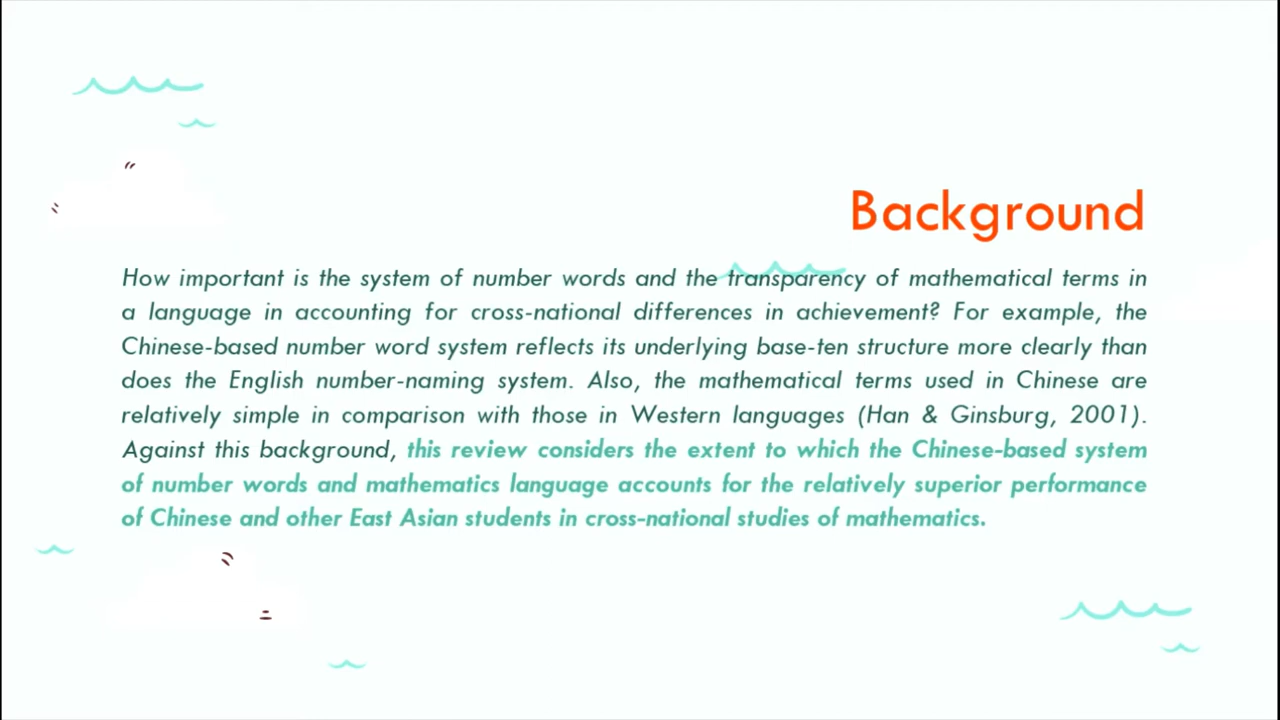 Background
How important is the system of number words and the transparency of mathematical terms in
a language in accounting for cross-national differences in achievement? For example, the
Chinese-based number word system reflects its underlying base-ten structure more clearly than
does the English number-naming system. Also, the mathematical terms used in Chinese are
relatively simple in comparison with those in Western languages (Han & Ginsburg, 2001).
Against this background, this review considers the extent to which the Chinese-based system
of number words and mathematics language accounts for the relatively superior performance
of Chinese and other East Asian students in cross-national studies of mathematics.